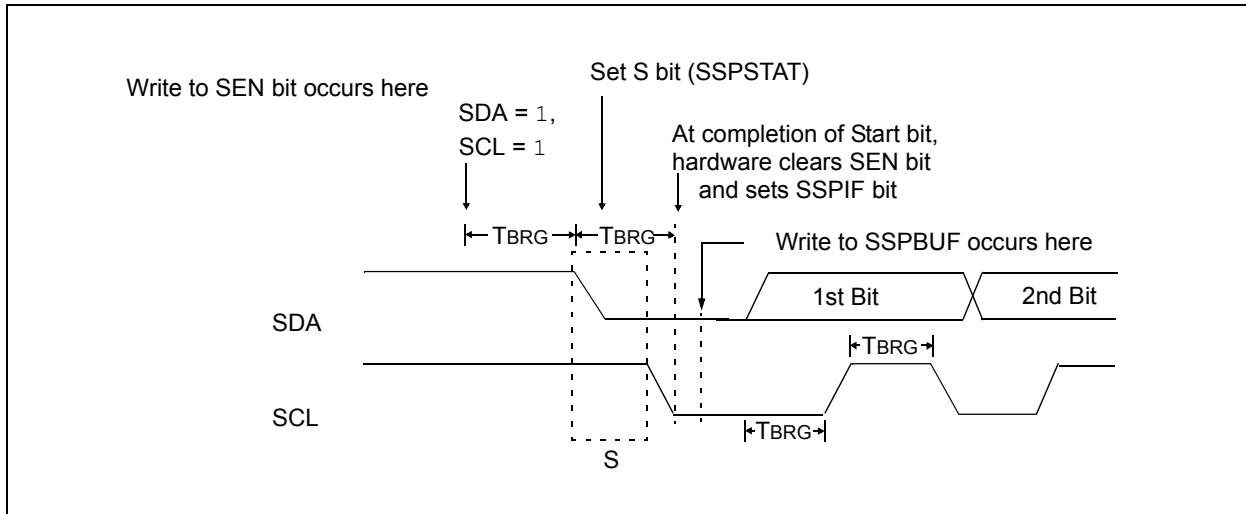 Write to SEN bit occurs here
Set S bit (SSPSTAT)
SDA = 1,
SCL = 1
At completion of Start bit,
hardware clears SEN bit
and sets SSPIF bit
TBRG
TBRG
Write to SSPBUF occurs here
SDA
1st Bit
2nd Bit
TBRG
SCL
TBRG
S